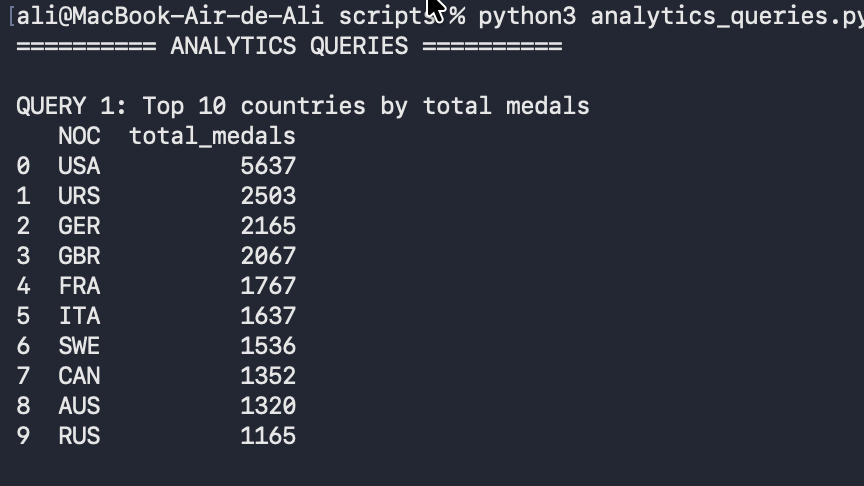 [ali@MacBook-Air-de-Ali scripts % python3 analytics_queries.py
========== ANALYTICS QUERIES ==========
QUERY 1: Top 10 countries by total medals
NOC total_medals
0 USA 5637
1 URS 2503
2 GER 2165
3 GBR 2067
4 FRA 1767
5 ITA 1637
6 SWE 1536
7 CAN 1352
8 AUS 1320
9 RUS 1165